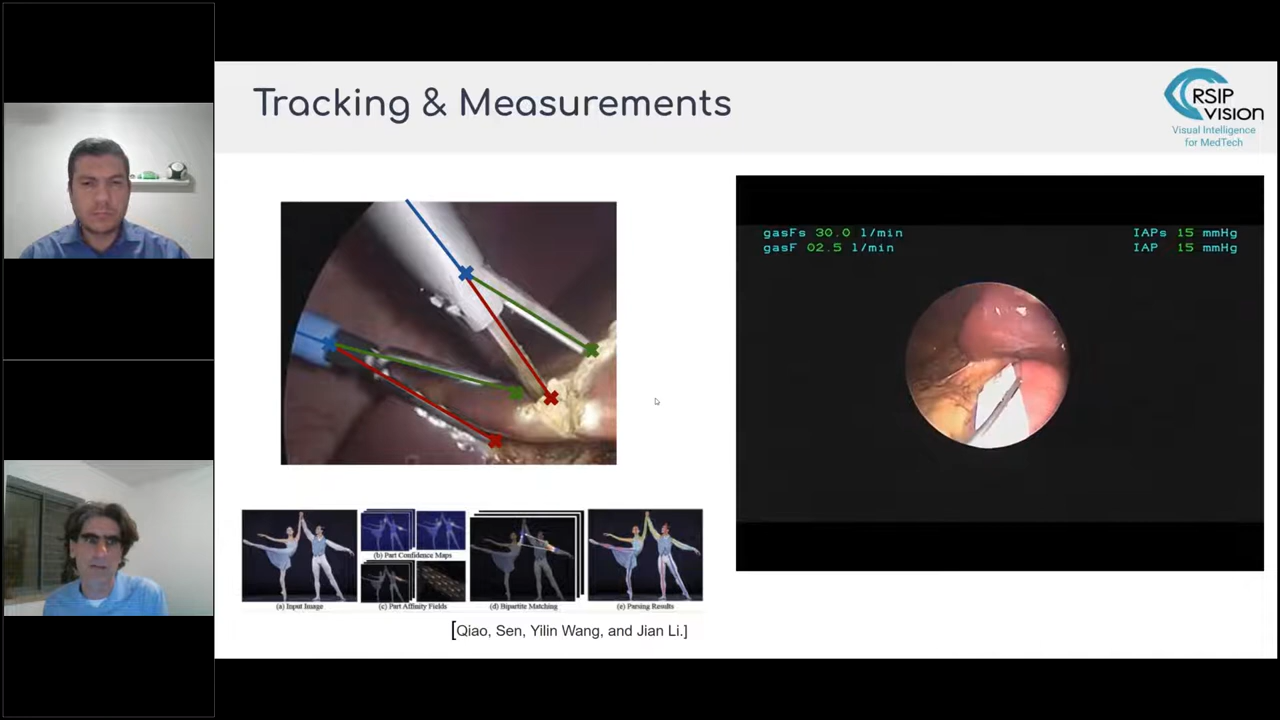 Tracking & Measurements
RSIP
VISION
Visual Intelligence
for MedTech
gasFs 30.0 l/min
gasF 02.5 l/min
IAPs 15 mmHg
IAP 15 mmHg
(b) Part Confidence Maps
(a) Input Image
(c) Part Affinity Fields
(d) Bipartite Matching
(e) Parsing Results
[Qiao, Sen, Yilin Wang, and Jian Li.]